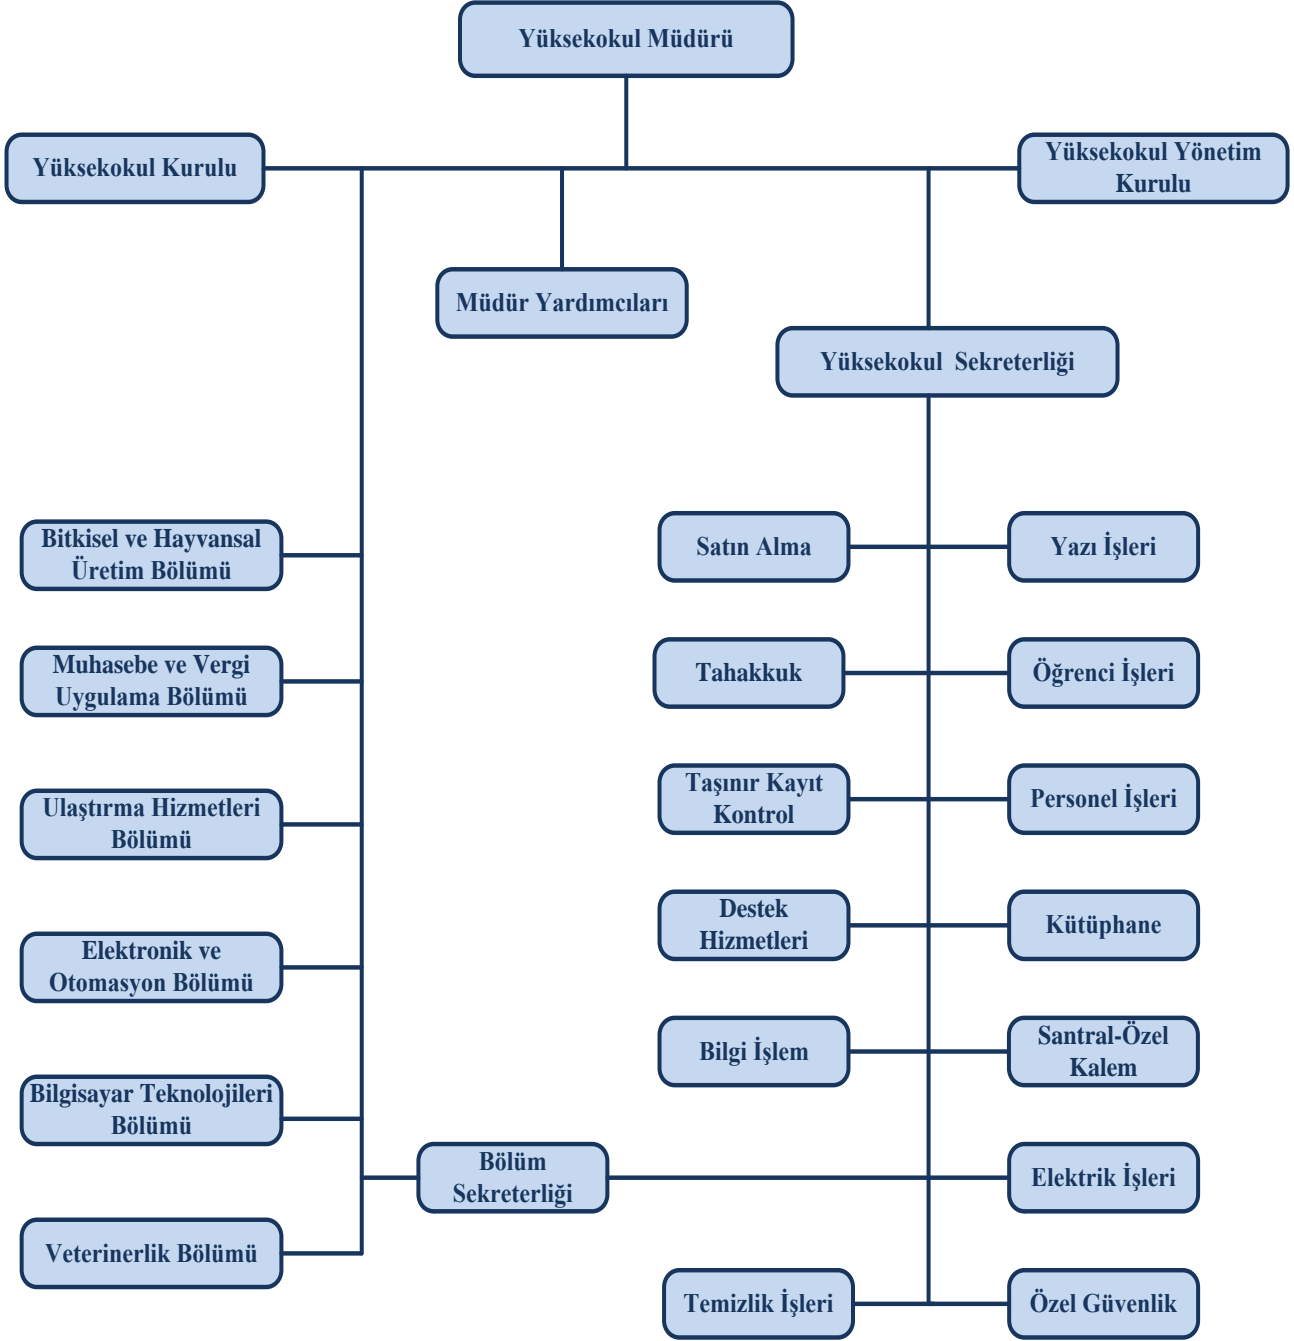 Yüksekokul Müdürü
Yüksekokul Kurulu
Yüksekokul Yönetim
Kurulu
Müdür Yardımcıları
Yüksekokul Sekreterliği
Bitkisel ve Hayvansal
Üretim Bölümü
Satın Alma
Yazı İşleri
Muhasebe ve Vergi
Uygulama Bölümü
Tahakkuk
Öğrenci İşleri
Ulaştırma Hizmetleri
Bölümü
Taşınır Kayıt
Kontrol
Personel İşleri
Elektronik ve
Otomasyon Bölümü
Destek
Hizmetleri
Kütüphane
Bilgisayar Teknolojileri
Bölümü
Bilgi İşlem
Santral-Özel
Kalem
Bölüm
Sekreterliği
Elektrik İşleri
Veterinerlik Bölümü
Temizlik İşleri
Özel Güvenlik